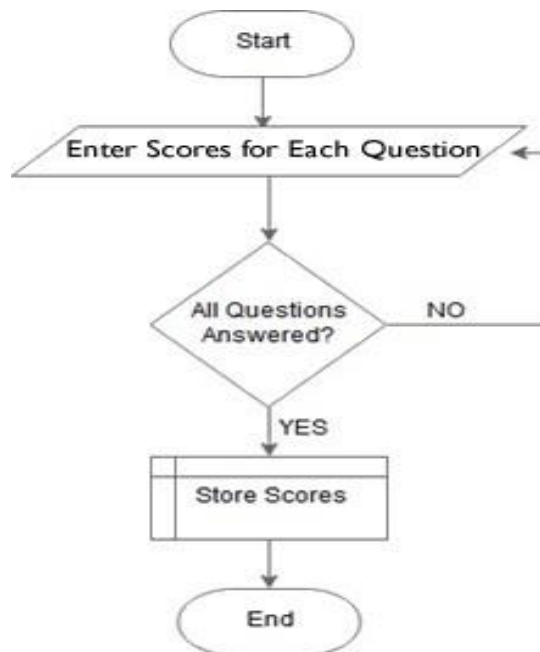 Start
Enter Scores for Each Question
All Questions
Answered?
NO
YES
Store Scores
End